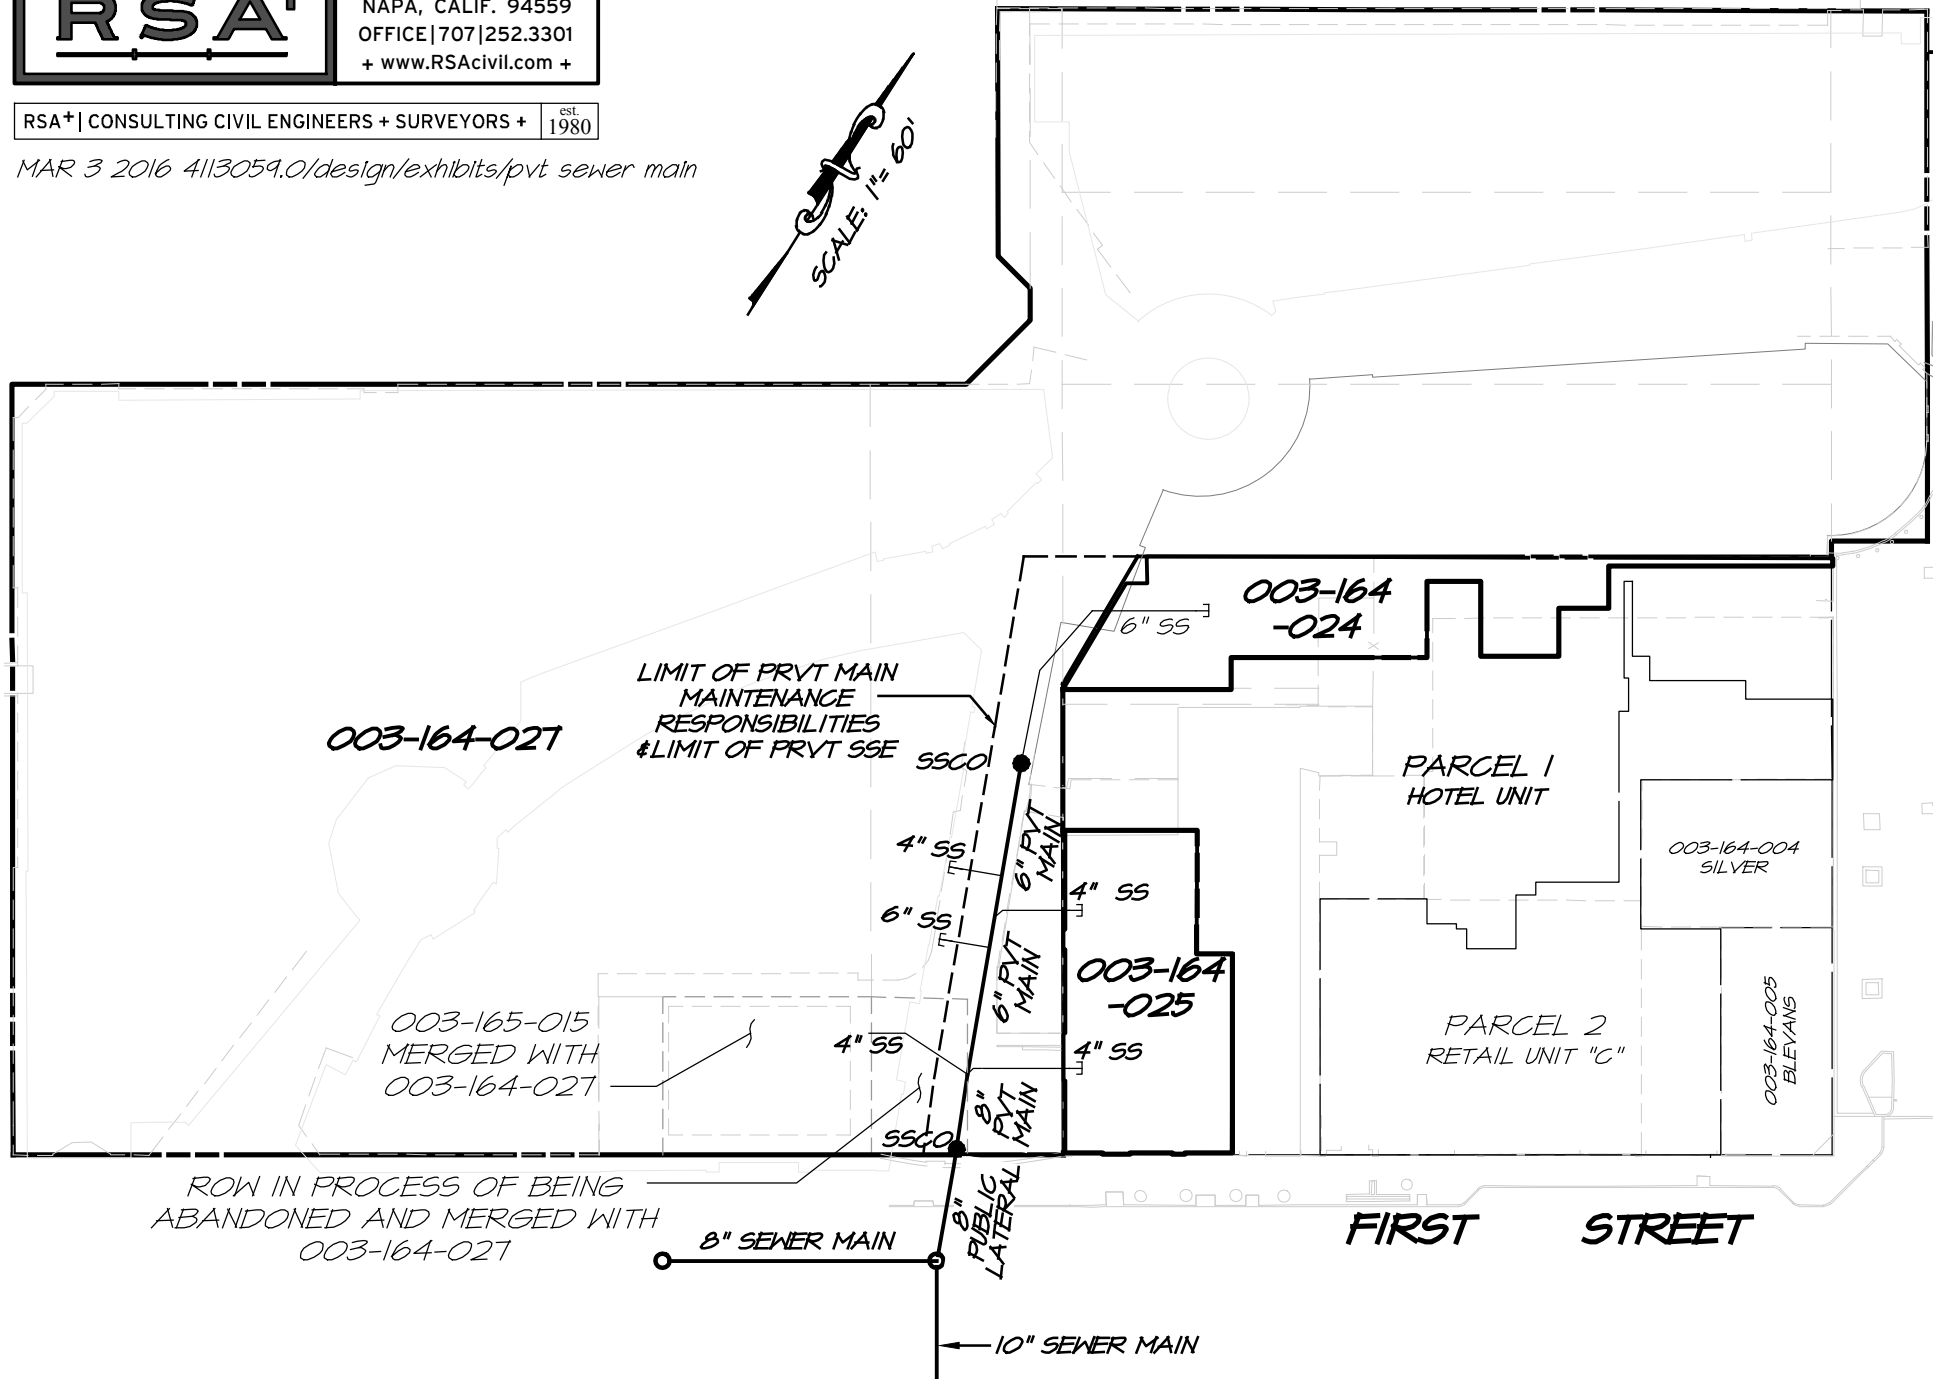 RSA+
NAPA, CALIF. 94559
OFFICE|707|252.3301
+ www.RSAcivil.com +
RSA+| CONSULTING CIVIL ENGINEERS + SURVEYORS +
est.
1980
MAR 3 2016 4113059.0/design/exhibits/pvt sewer main
SCALE: 1"= 60'
003-164
-024
6" SS
LIMIT OF PRVT MAIN
MAINTENANCE
RESPONSIBILITIES
&LIMIT OF PRVT SSE
003-164-027
SSCO
PARCEL 1
HOTEL UNIT
6" PVT
MAIN
4" SS
003-164-004
SILVER
4" SS
6" SS
6" PVT
MAIN
003-164
-025
003-165-015
MERGED WITH
003-164-027
4" SS
4" SS
PARCEL 2
RETAIL UNIT "C"
003-164-005
BLEVANS
8"
PVT
MAIN
SSCO
ROW IN PROCESS OF BEING
ABANDONED AND MERGED WITH
003-164-027
8"
PUBLIC
LATERAL
8" SEWER MAIN
FIRST STREET
10" SEWER MAIN